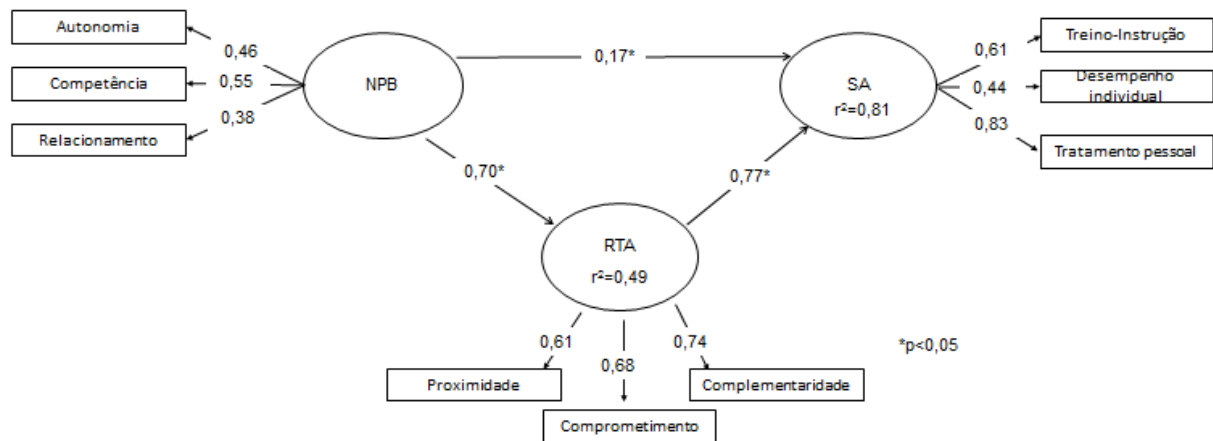 Autonomia
0,46
Competência
0,55
Relacionamento
0,38
NPB
0,17*
SA
r²=0,81
0,61
Treino-Instrução
0,44
Desempenho
individual
0,83
Tratamento pessoal
0,70*
0,77*
RTA
r²=0,49
0,61
0,68
0,74
*p<0,05
Proximidade
Complementaridade
Comprometimento